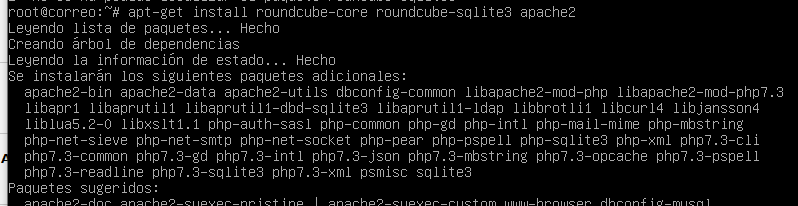 root@correo:~# apt-get install roundcube-core roundcube-sqlite3 apache2
Leyendo lista de paquetes... Hecho
Creando árbol de dependencias
Leyendo la información de estado... Hecho
Se instalarán los siguientes paquetes adicionales:
apache2-bin apache2-data apache2-utils dbconfig-common libapache2-mod-php libapache2-mod-php7.3
libapr1 libaprutil1 libaprutil1-dbd-sqlite3 libaprutil1-ldap libbrotli1 libcurl4 libjansson4
liblua5.2-0 libxslt1.1 php-auth-sasl php-common php-gd php-intl php-mail-mime php-mbstring
php-net-sieve php-net-smtp php-net-socket php-pear php-pspell php-sqlite3 php-xml php7.3-cli
php7.3-common php7.3-gd php7.3-intl php7.3-json php7.3-mbstring php7.3-opcache php7.3-pspell
php7.3-readline php7.3-sqlite3 php7.3-xml psmisc sqlite3
Paquetes sugeridos:
apache2-doc apache2-suexec-pristine | apache2-suexec-custom www-browser dbconfig-mysql